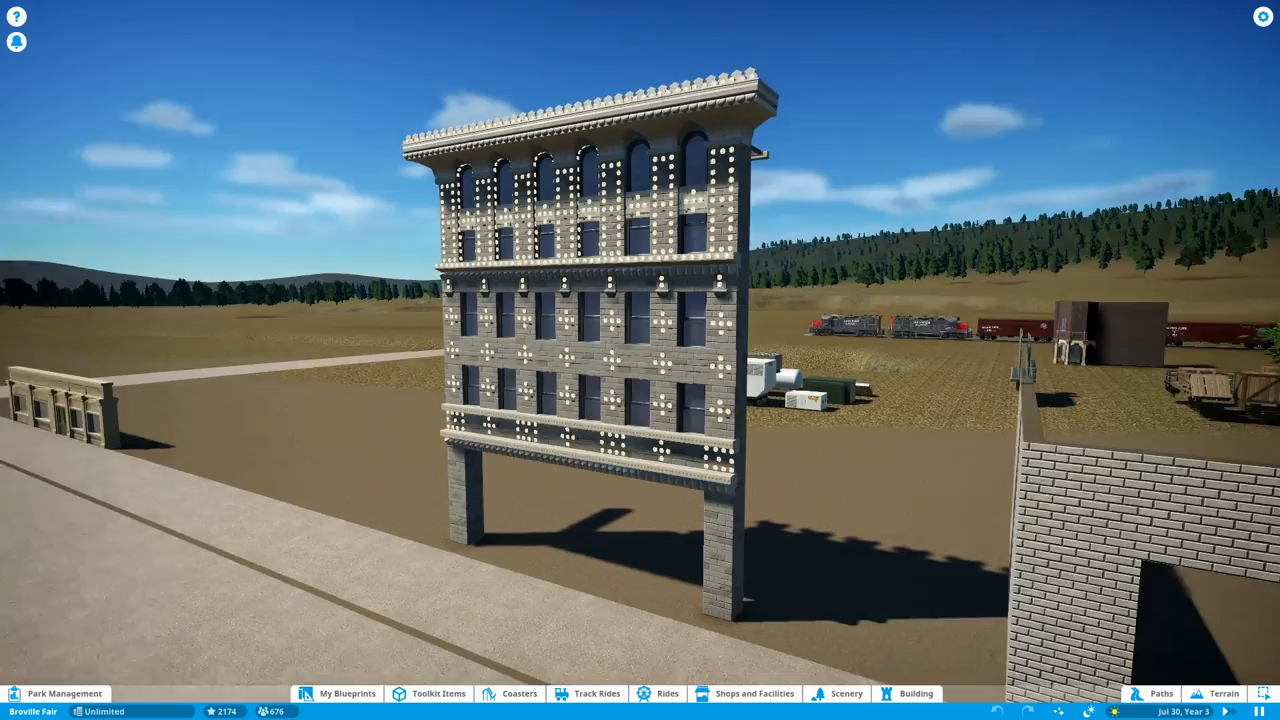 ?
Park Management
My Blueprints
Toolkit Items
Coasters
Track Rides
Rides
Shops and Facilities
Scenery
Building
Paths
Terrain
Broville Fair
Unlimited
2174
676
Jul 30, Year 3